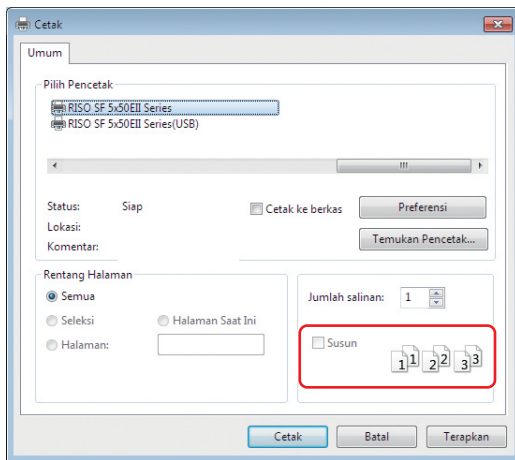 Cetak
Umum
Pilih Pencetak
RISO SF 5x50EII Series
RISO SF 5x50EII Series(USB)
Status: Siap
Cetak ke berkas
Preferensi
Lokasi:
Komentar:
Temukan Pencetak...
Rentang Halaman
Semua
Seleksi
Halaman Saat Ini
Halaman:
Jumlah salinan: 1
Susun
1 1 2 2 3 3
Cetak
Batal
Terapkan